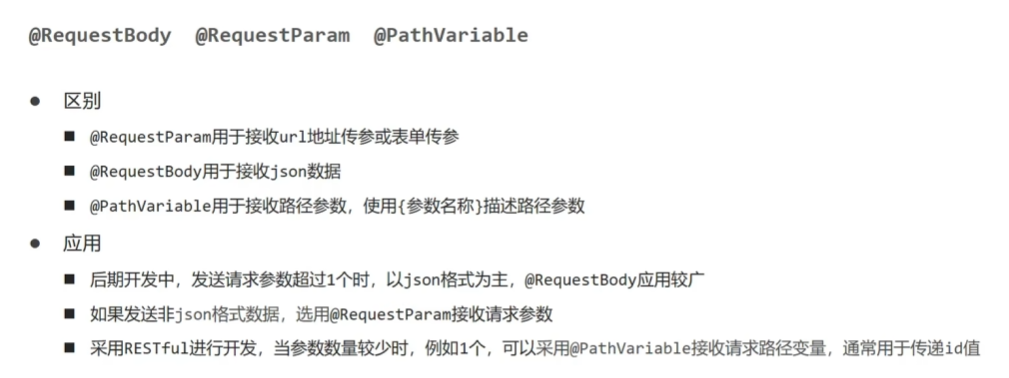 @RequestBody @RequestParam @PathVariable
● 区别
■ @RequestParam用于接收url地址传参或表单传参
■ @RequestBody用于接收json数据
■ @PathVariable用于接收路径参数，使用{参数名称}描述路径参数
● 应用
■ 后期开发中，发送请求参数超过1个时，以json格式为主，@RequestBody应用较广
■ 如果发送非json格式数据，选用@RequestParam接收请求参数
■ 采用RESTful进行开发，当参数数量较少时，例如1个，可以采用@PathVariable接收请求路径变量，通常用于传递id值